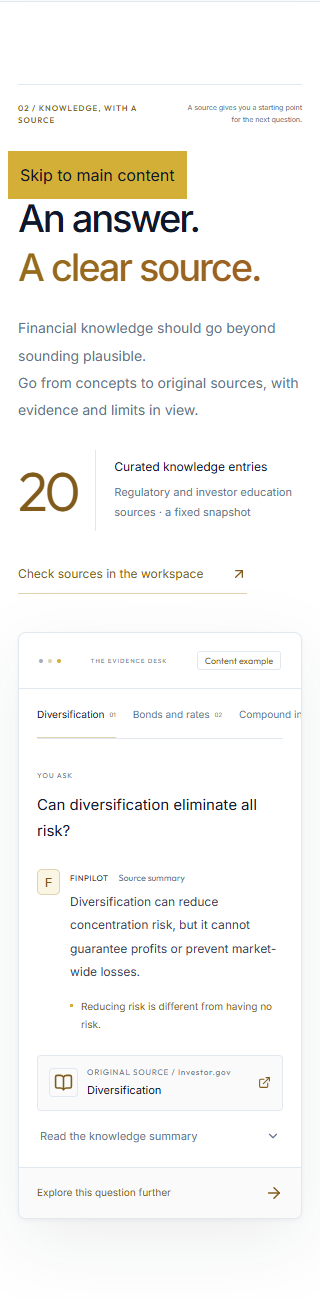 02 / KNOWLEDGE, WITH A
SOURCE
A source gives you a starting point
for the next question.
Skip to main content
An answer.
A clear source.
Financial knowledge should go beyond
sounding plausible.
Go from concepts to original sources, with
evidence and limits in view.
20
Curated knowledge entries
Regulatory and investor education
sources · a fixed snapshot
Check sources in the workspace
THE EVIDENCE DESK
Content example
Diversification 01 Bonds and rates 02 Compound in
YOU ASK
Can diversification eliminate all
risk?
F
FINPILOT Source summary
Diversification can reduce
concentration risk, but it cannot
guarantee profits or prevent market-
wide losses.
Reducing risk is different from having no
risk.
ORIGINAL SOURCE / Investor.gov
Diversification
Read the knowledge summary
Explore this question further